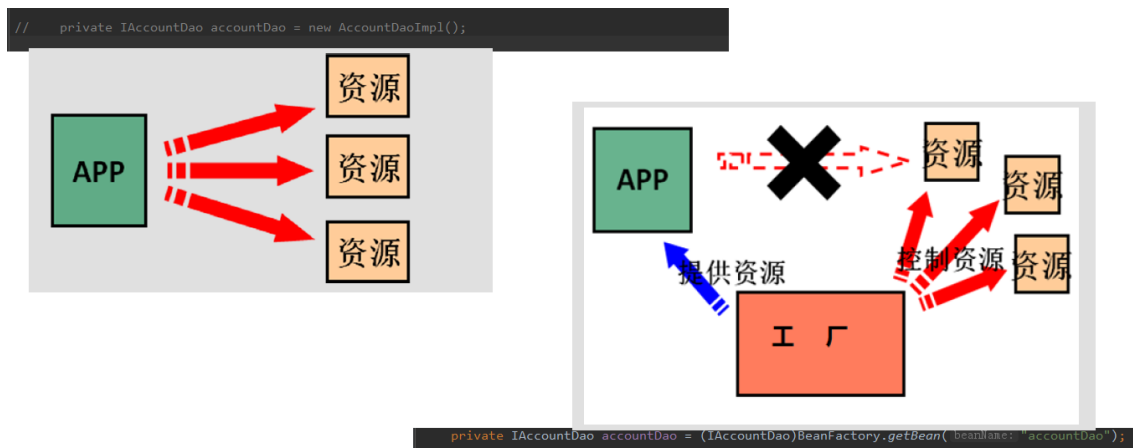 //    private IAccountDao accountDao = new AccountDaoImpl();
APP
资源
资源
资源
APP
资源
资源
资源
提供资源
控制资源
工 厂
private IAccountDao accountDao = (IAccountDao)BeanFactory.getBean( beanName: "accountDao");